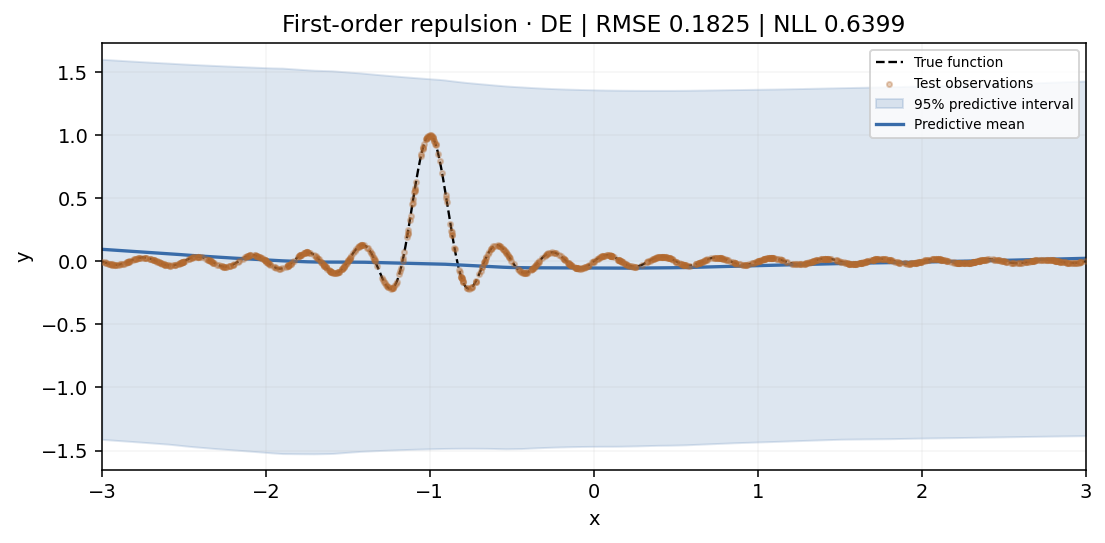 First-order repulsion · DE | RMSE 0.1825 | NLL 0.6399
True function
Test observations
95% predictive interval
Predictive mean
y
1.5
1.0
0.5
0.0
−0.5
−1.0
−1.5
−3
−2
−1
0
1
2
3
x